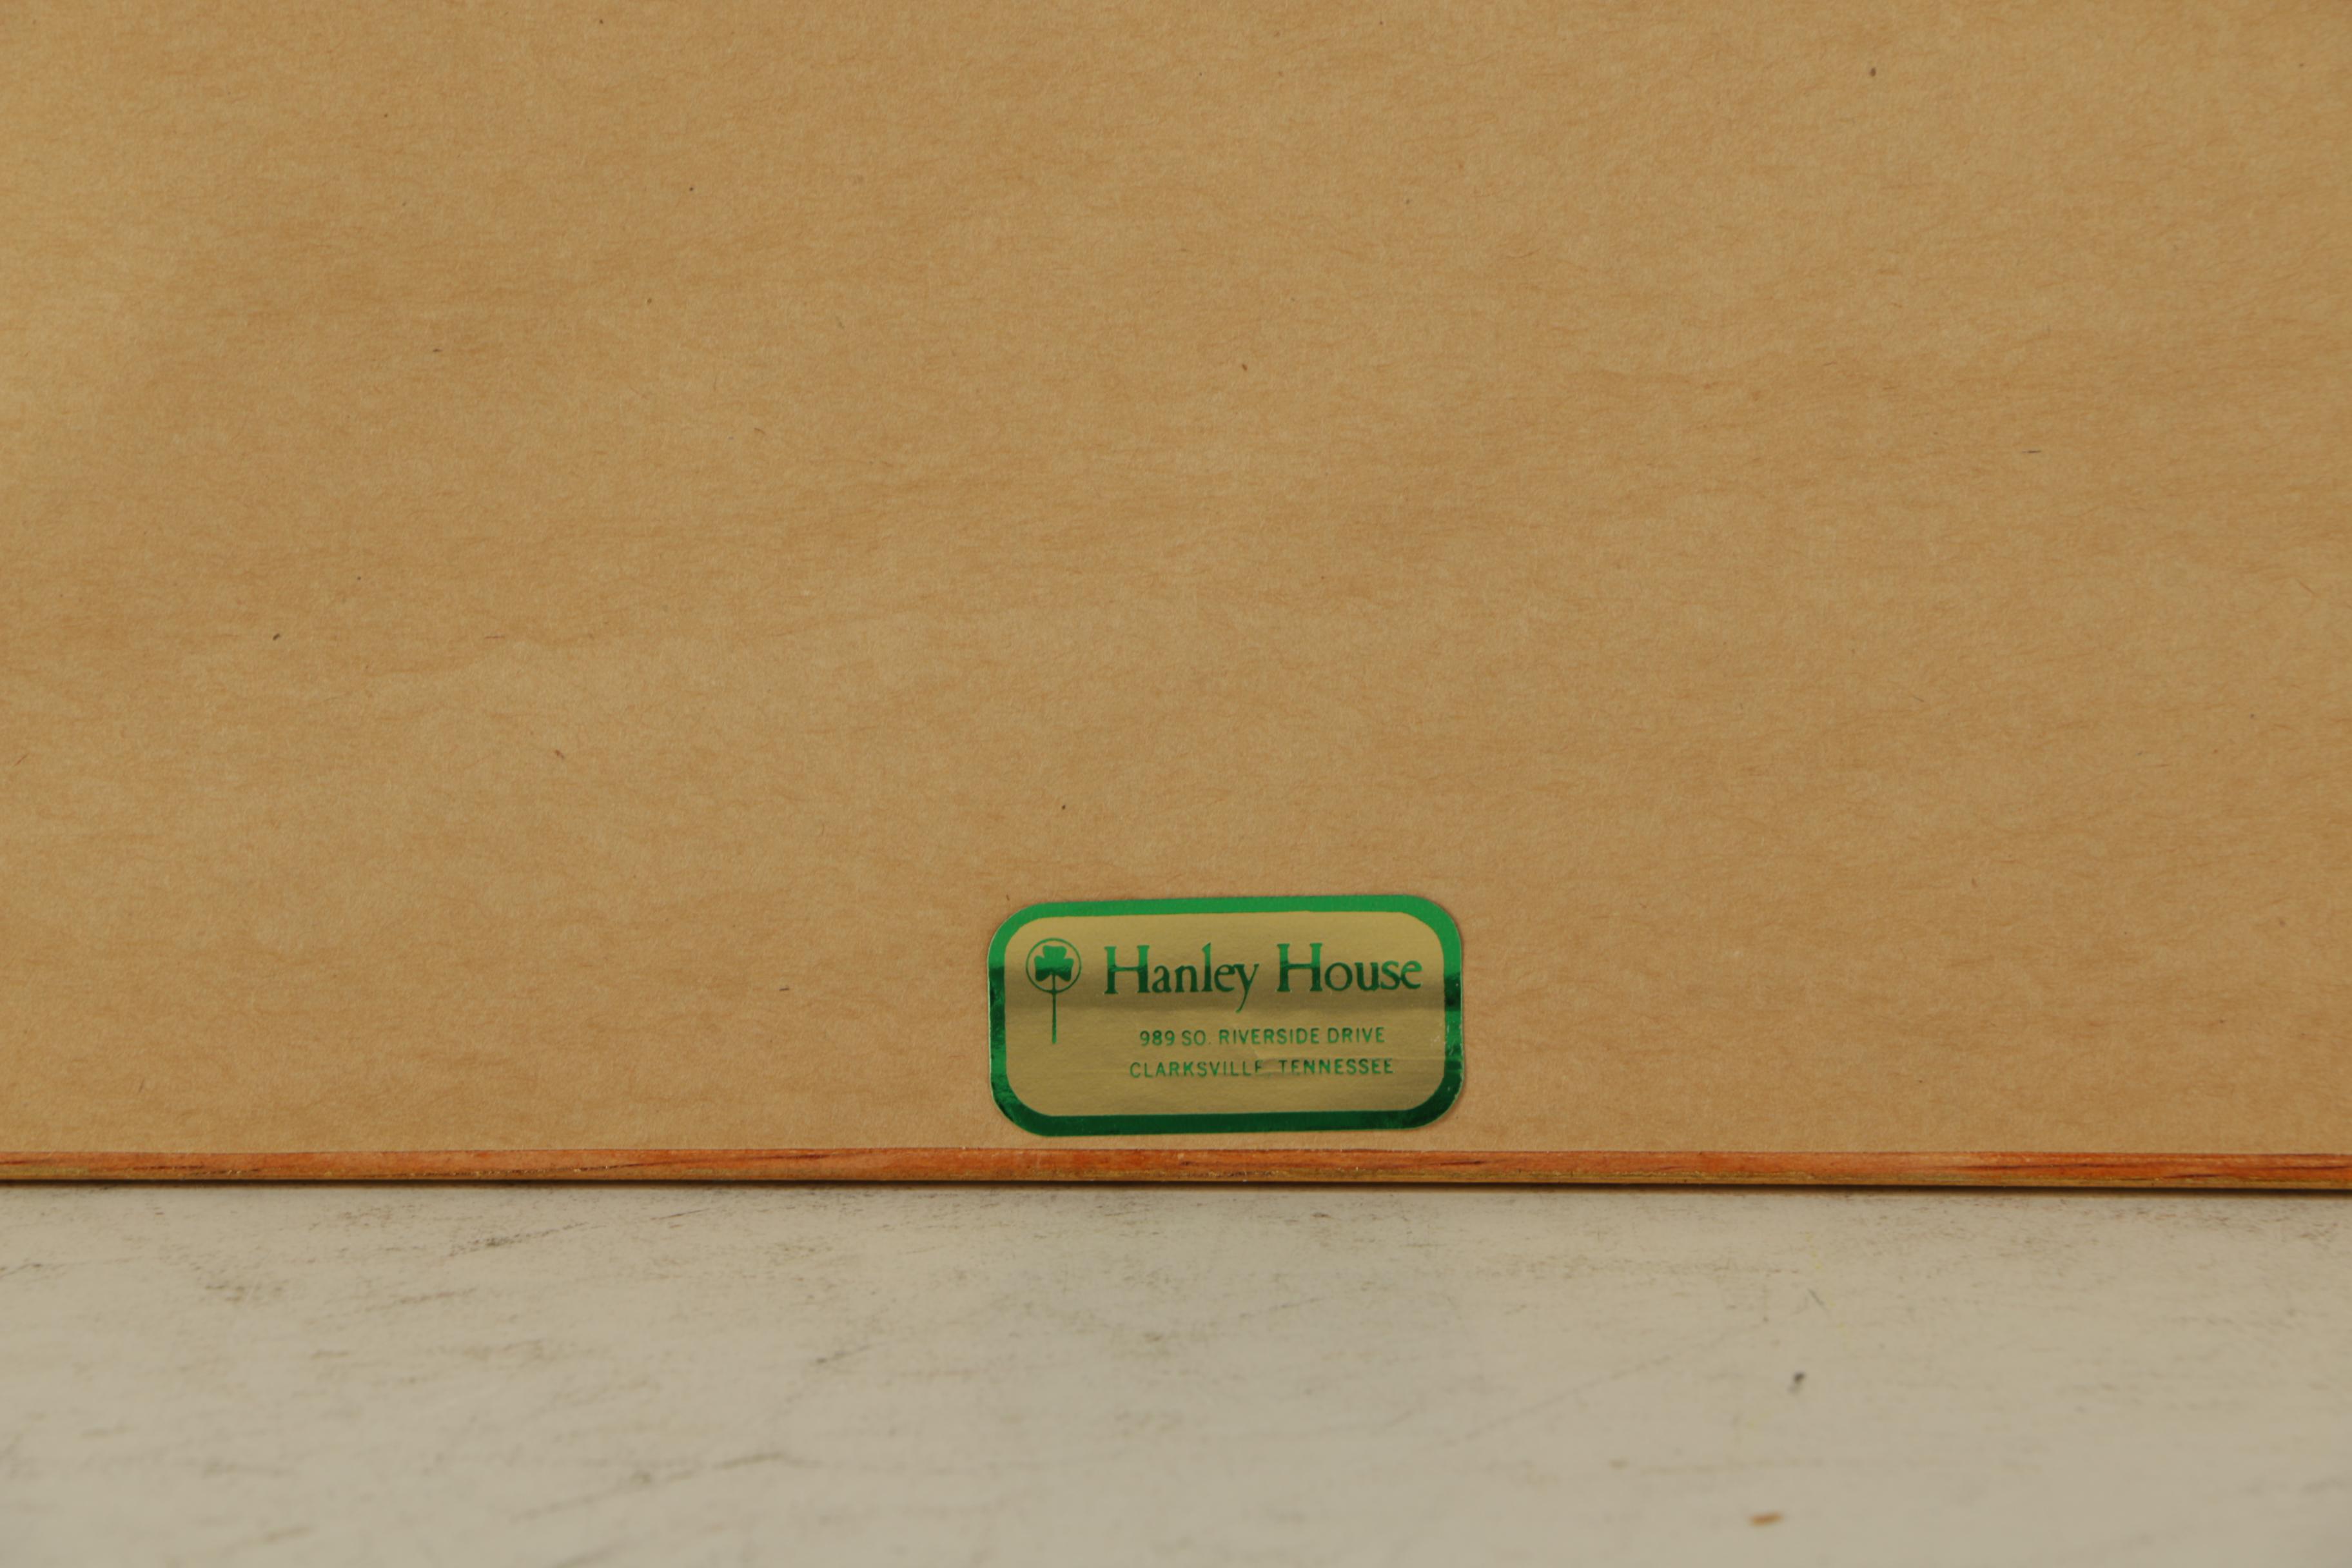 Hanley House
989 SO. RIVERSIDE DRIVE
CLARKSVILLE TENNESSEE